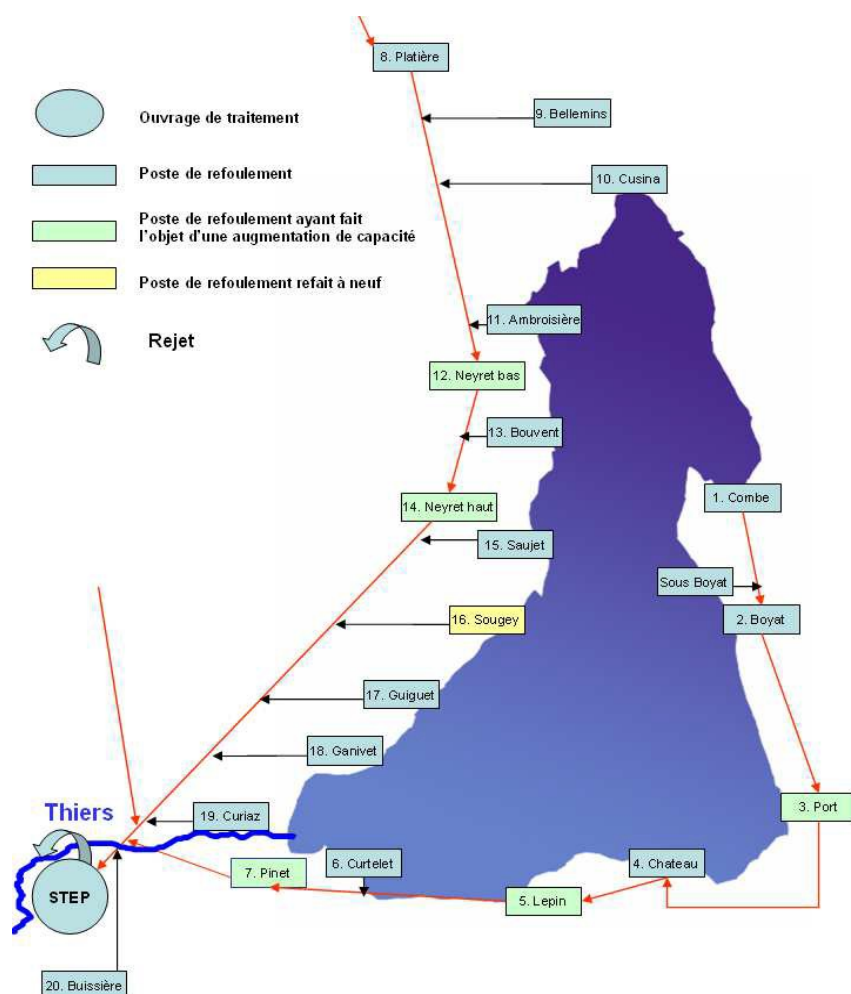 8. Platière
Ouvrage de traitement
9. Bellemins
Poste de refoulement
10. Cusina
Poste de refoulement ayant fait
l'objet d'une augmentation de capacité
Poste de refoulement refait à neuf
11. Ambroisière
Rejet
12. Neyret bas
13. Bouvent
1. Combe
14. Neyret haut
15. Saujet
Sous Boyat
16. Sougey
2. Boyat
17. Guiguet
18. Ganivet
Thiers
19. Curiaz
3. Port
6. Curtelet
4. Chateau
7. Pinet
STEP
5. Lepin
20. Buissière